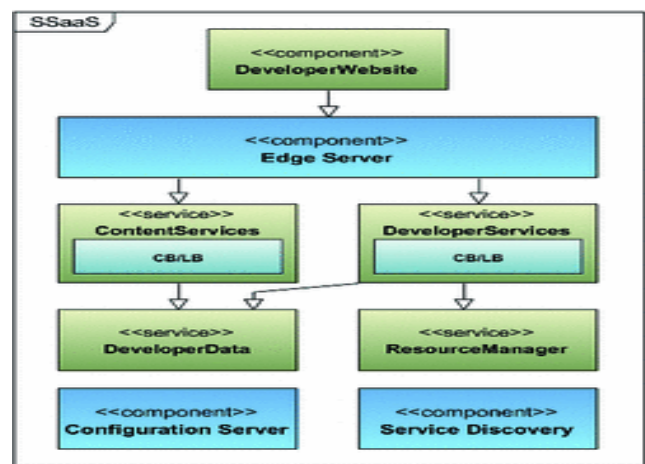 SSaaS
<<component>>
DeveloperWebsite
<<component>>
Edge Server
<<service>>
ContentServices
CB/LB
<<service>>
DeveloperServices
CB/LB
<<service>>
DeveloperData
<<service>>
ResourceManager
<<component>>
Configuration Server
<<component>>
Service Discovery